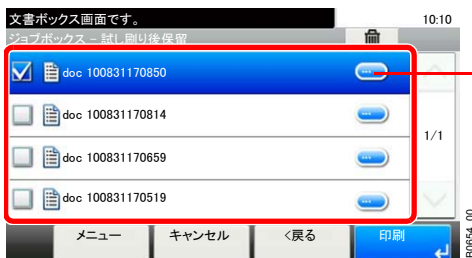 文書ボックス画面です。 10:10
ジョブボックス - 試し刷り後保留
doc 100831170850
doc 100831170814
1/1
doc 100831170659
doc 100831170519
メニュー キャンセル <戻る 印刷
B0654_00